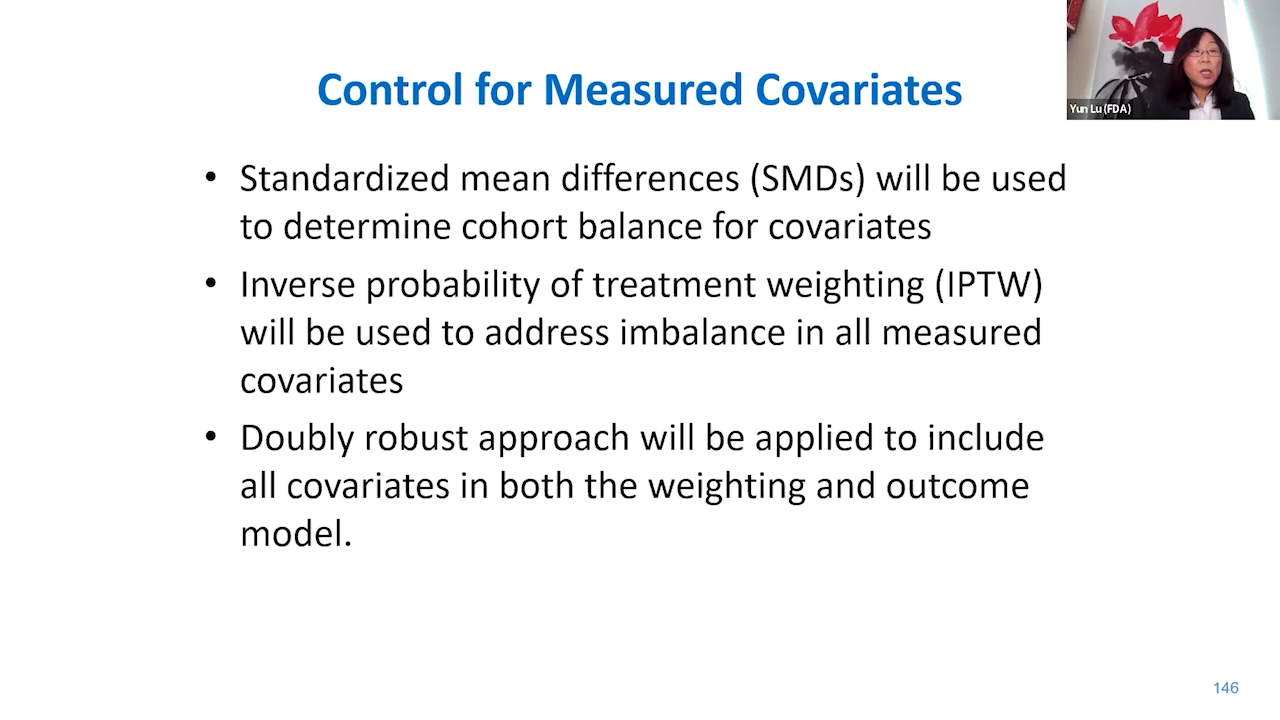 Control for Measured Covariates
Yun Lu (FDA)
• Standardized mean differences (SMDs) will be used
to determine cohort balance for covariates
• Inverse probability of treatment weighting (IPTW)
will be used to address imbalance in all measured
covariates
• Doubly robust approach will be applied to include
all covariates in both the weighting and outcome
model.
146